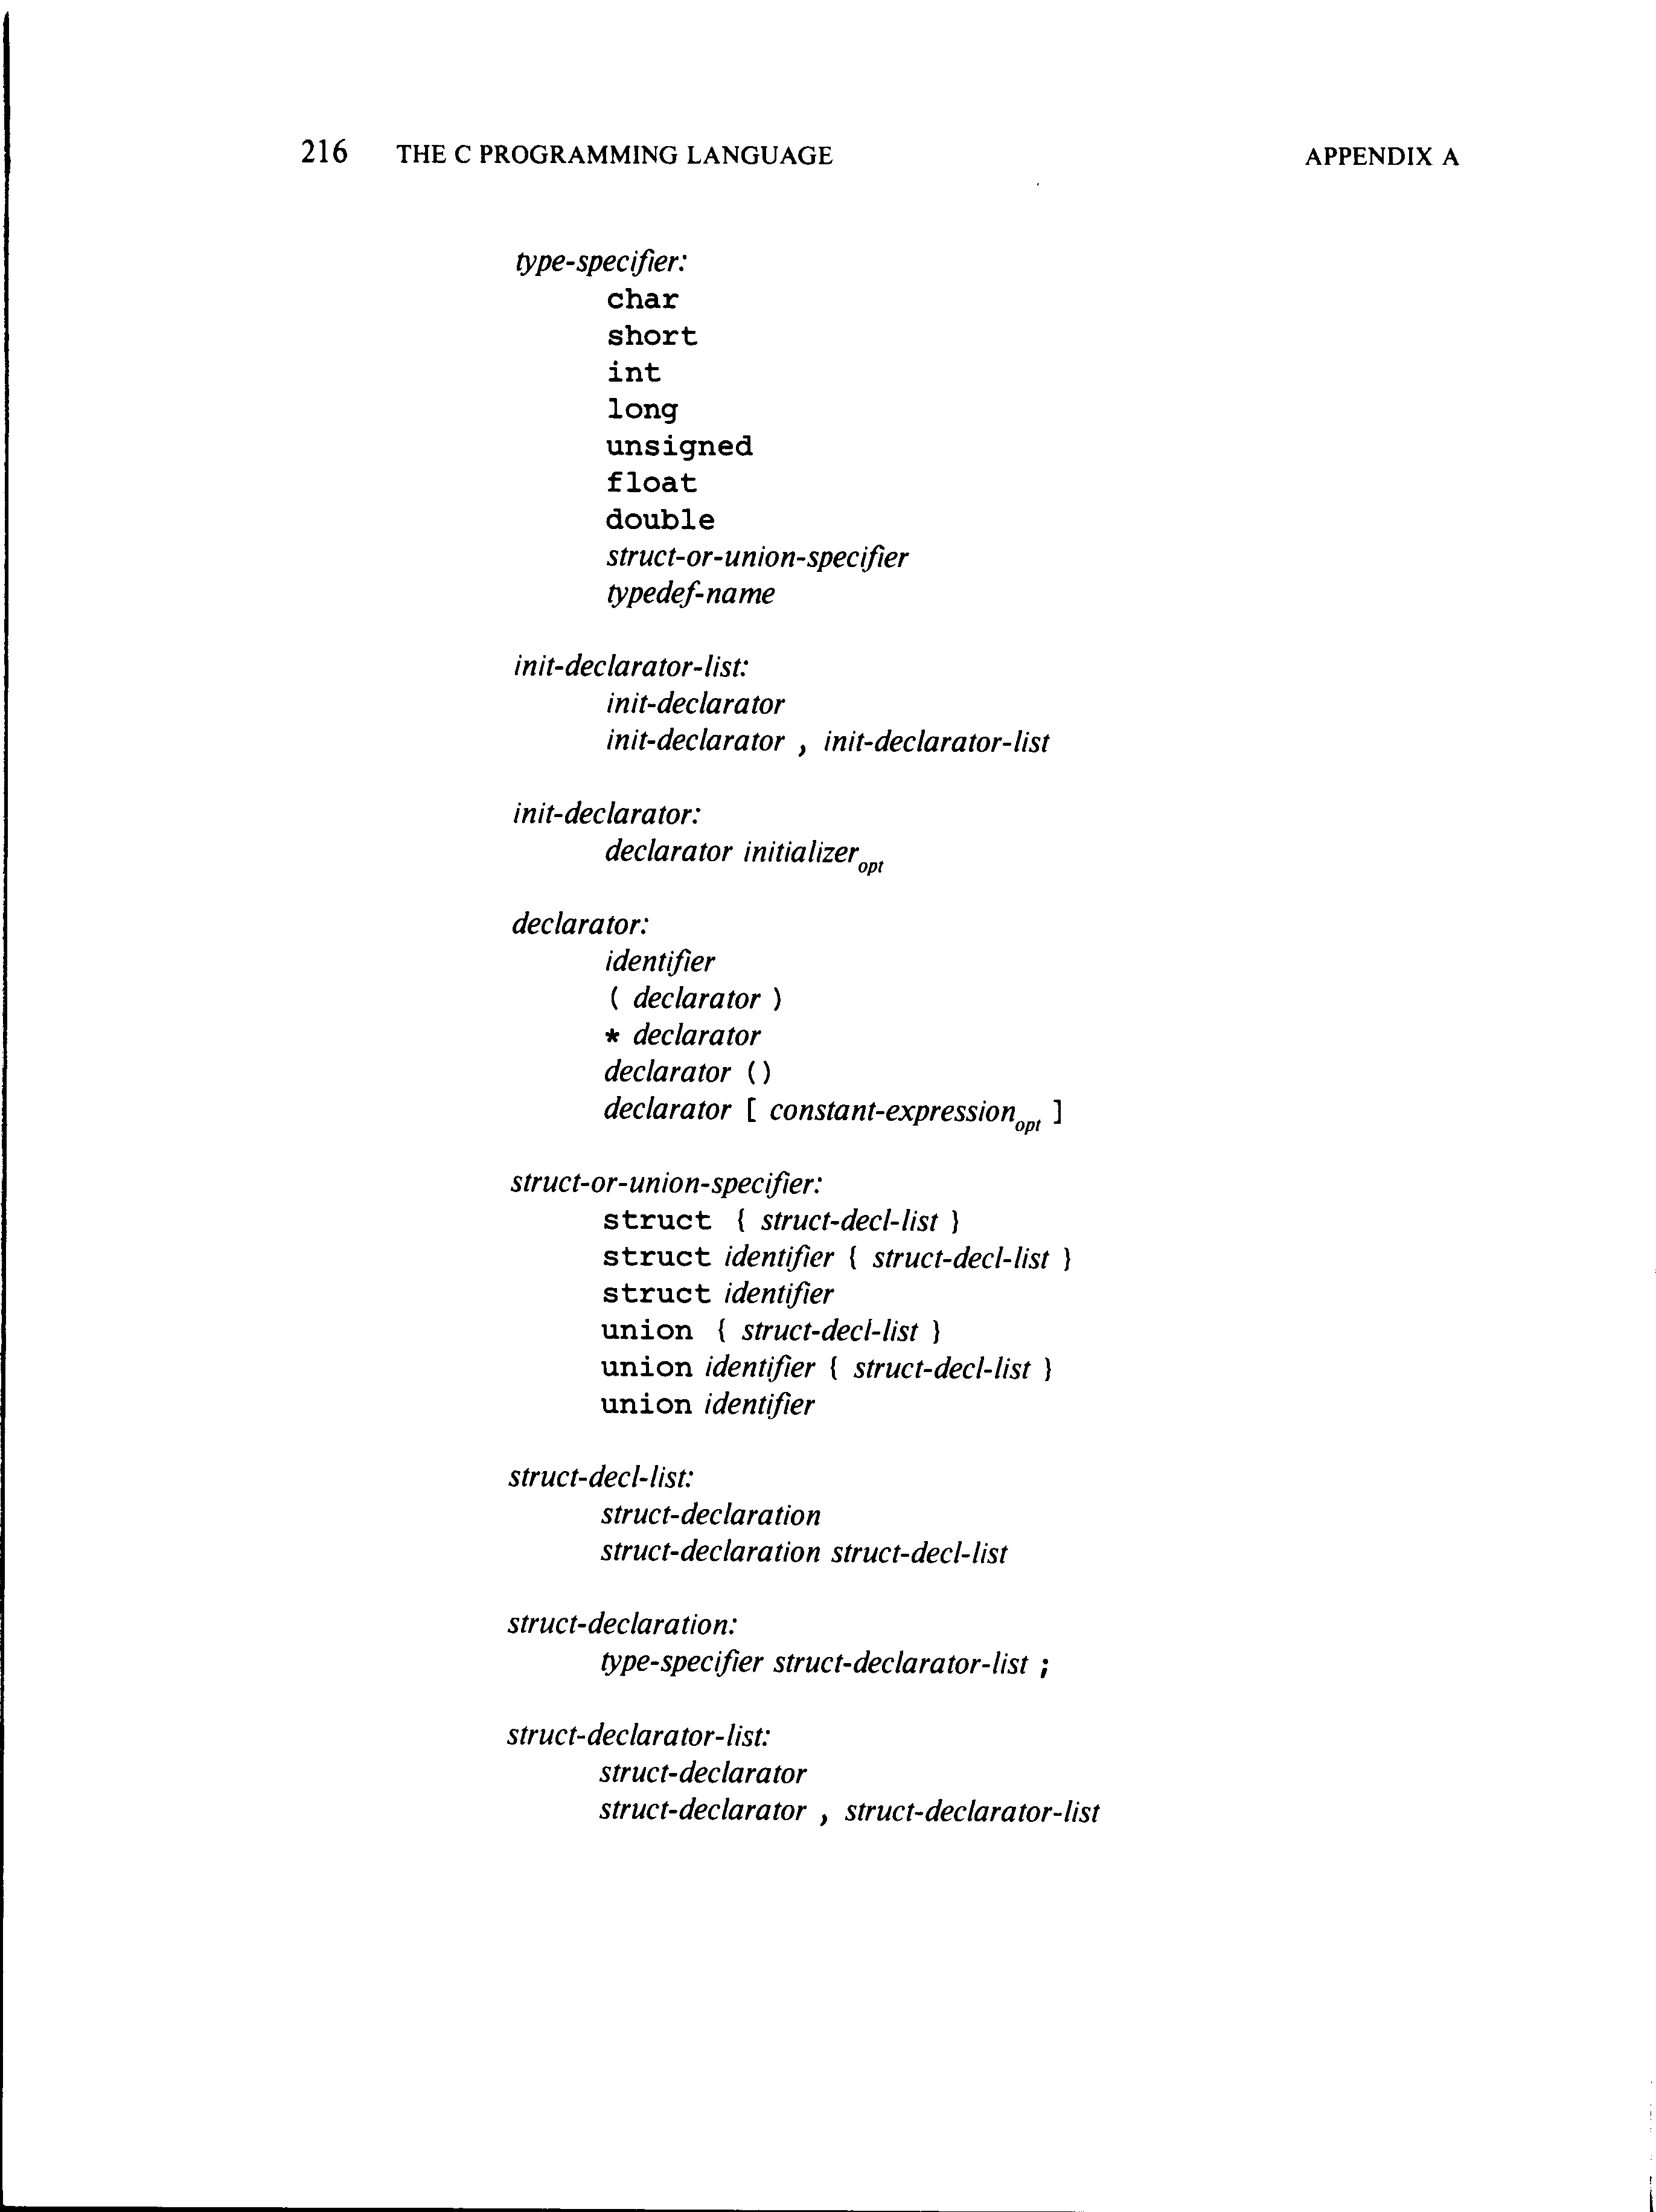 216 THE C PROGRAMMING LANGUAGE APPENDIX A
type-specifier:
char
short
int
long
unsigned
float
double
struct-or-union-specifier
typedef-name
init-declarator-list:
init-declarator
init-declarator , init-declarator-list
init-declarator:
declarator initializer opt
declarator:
identifier
( declarator )
* declarator
declarator ()
declarator [ constant-expression opt ]
struct-or-union-specifier:
struct { struct-decl-list }
struct identifier { struct-decl-list }
struct identifier
union { struct-decl-list }
union identifier { struct-decl-list }
union identifier
struct-decl-list:
struct-declaration
struct-declaration struct-decl-list
struct-declaration:
type-specifier struct-declarator-list ;
struct-declarator-list:
struct-declarator
struct-declarator , struct-declarator-list